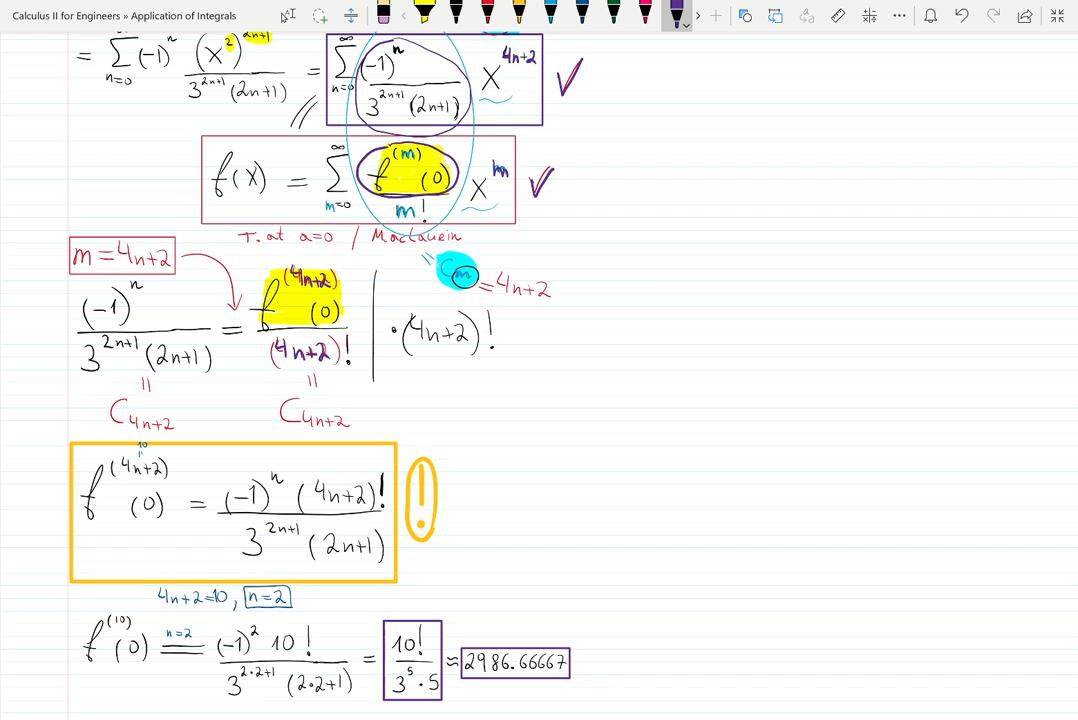 Calculus II for Engineers » Application of Integrals
= ∑_{n=0} (-1)^n (x^2)^{2n+1} / 3^{2n+1} (2n+1) = ∑_{n=0}^{∞} (-1)^n / 3^{2n+1} (2n+1) x^{4n+2} ✓
f(x) = ∑_{m=0}^{∞} f^{(m)}(0) / m! x^m ✓
T. at a=0 / Maclaurin
m = 4n+2
= C_m = 4n+2
(-1)^n / 3^{2n+1} (2n+1) = f^{(4n+2)}(0) / (4n+2)! | · (4n+2)!
= =
C_{4n+2} C_{4n+2}
10
=
f^{(4n+2)}(0) = (-1)^n (4n+2)! / 3^{2n+1} (2n+1) !
4n+2=10, n=2
f^{(10)}(0) n=2 = (-1)^2 10! / 3^{2·2+1} (2·2+1) = 10! / 3^5 · 5 ≈ 2986.66667